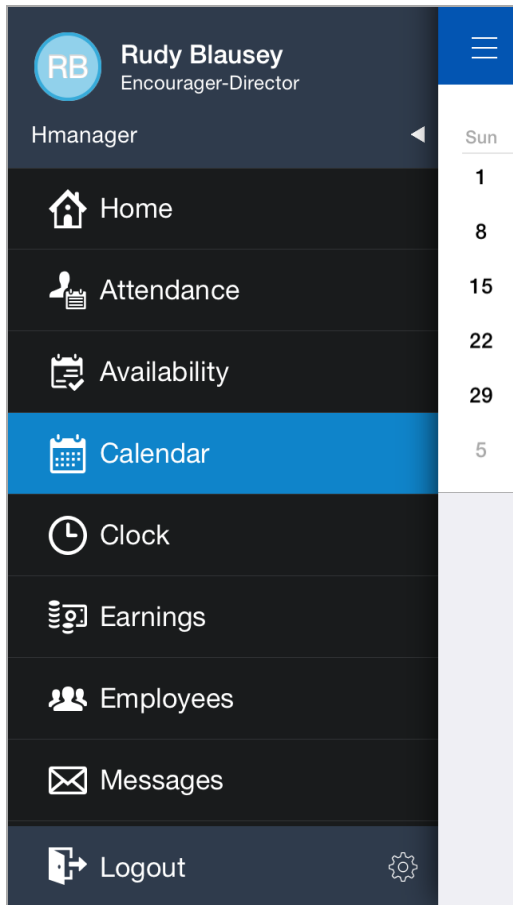 RB
Rudy Blausey
Encourager-Director
Hmanager
Home
Attendance
Availability
Calendar
Clock
Earnings
Employees
Messages
Logout
Sun
1
8
15
22
29
5